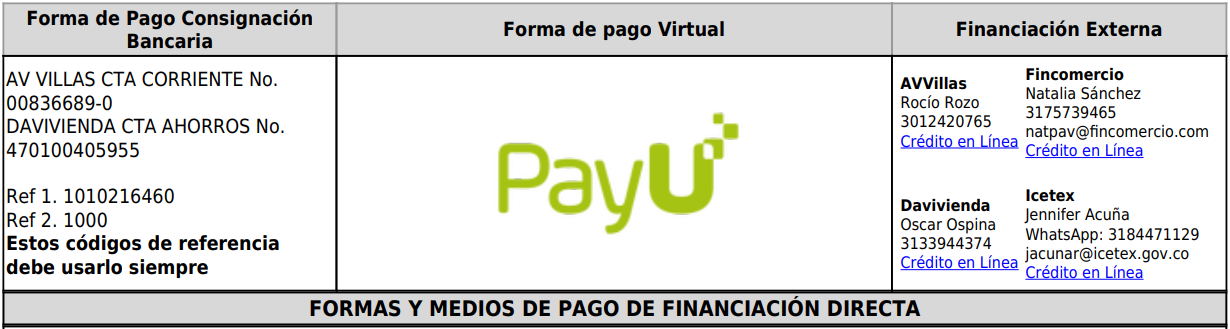 Forma de Pago Consignación
Bancaria
Forma de pago Virtual
Financiación Externa
AV VILLAS CTA CORRIENTE No.
00836689-0
DAVIVIENDA CTA AHORROS No.
470100405955
Ref 1. 1010216460
Ref 2. 1000
Estos códigos de referencia
debe usarlo siempre
PayU
AVVillas
Rocío Rozo
3012420765
Crédito en Línea
Fincomercio
Natalia Sánchez
3175739465
natpav@fincomercio.com
Crédito en Línea
Davivienda
Oscar Ospina
3133944374
Crédito en Línea
Icetex
Jennifer Acuña
WhatsApp: 3184471129
jacunar@icetex.gov.co
Crédito en Línea
FORMAS Y MEDIOS DE PAGO DE FINANCIACIÓN DIRECTA